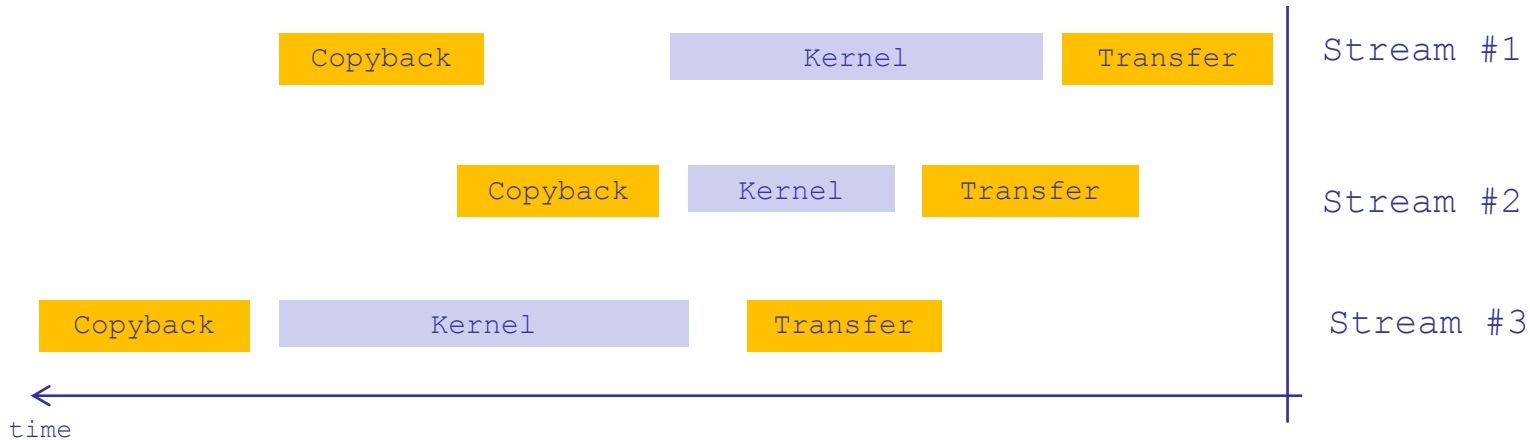 Copyback Kernel Transfer Stream #1
Copyback Kernel Transfer Stream #2
Copyback Kernel Transfer Stream #3
time